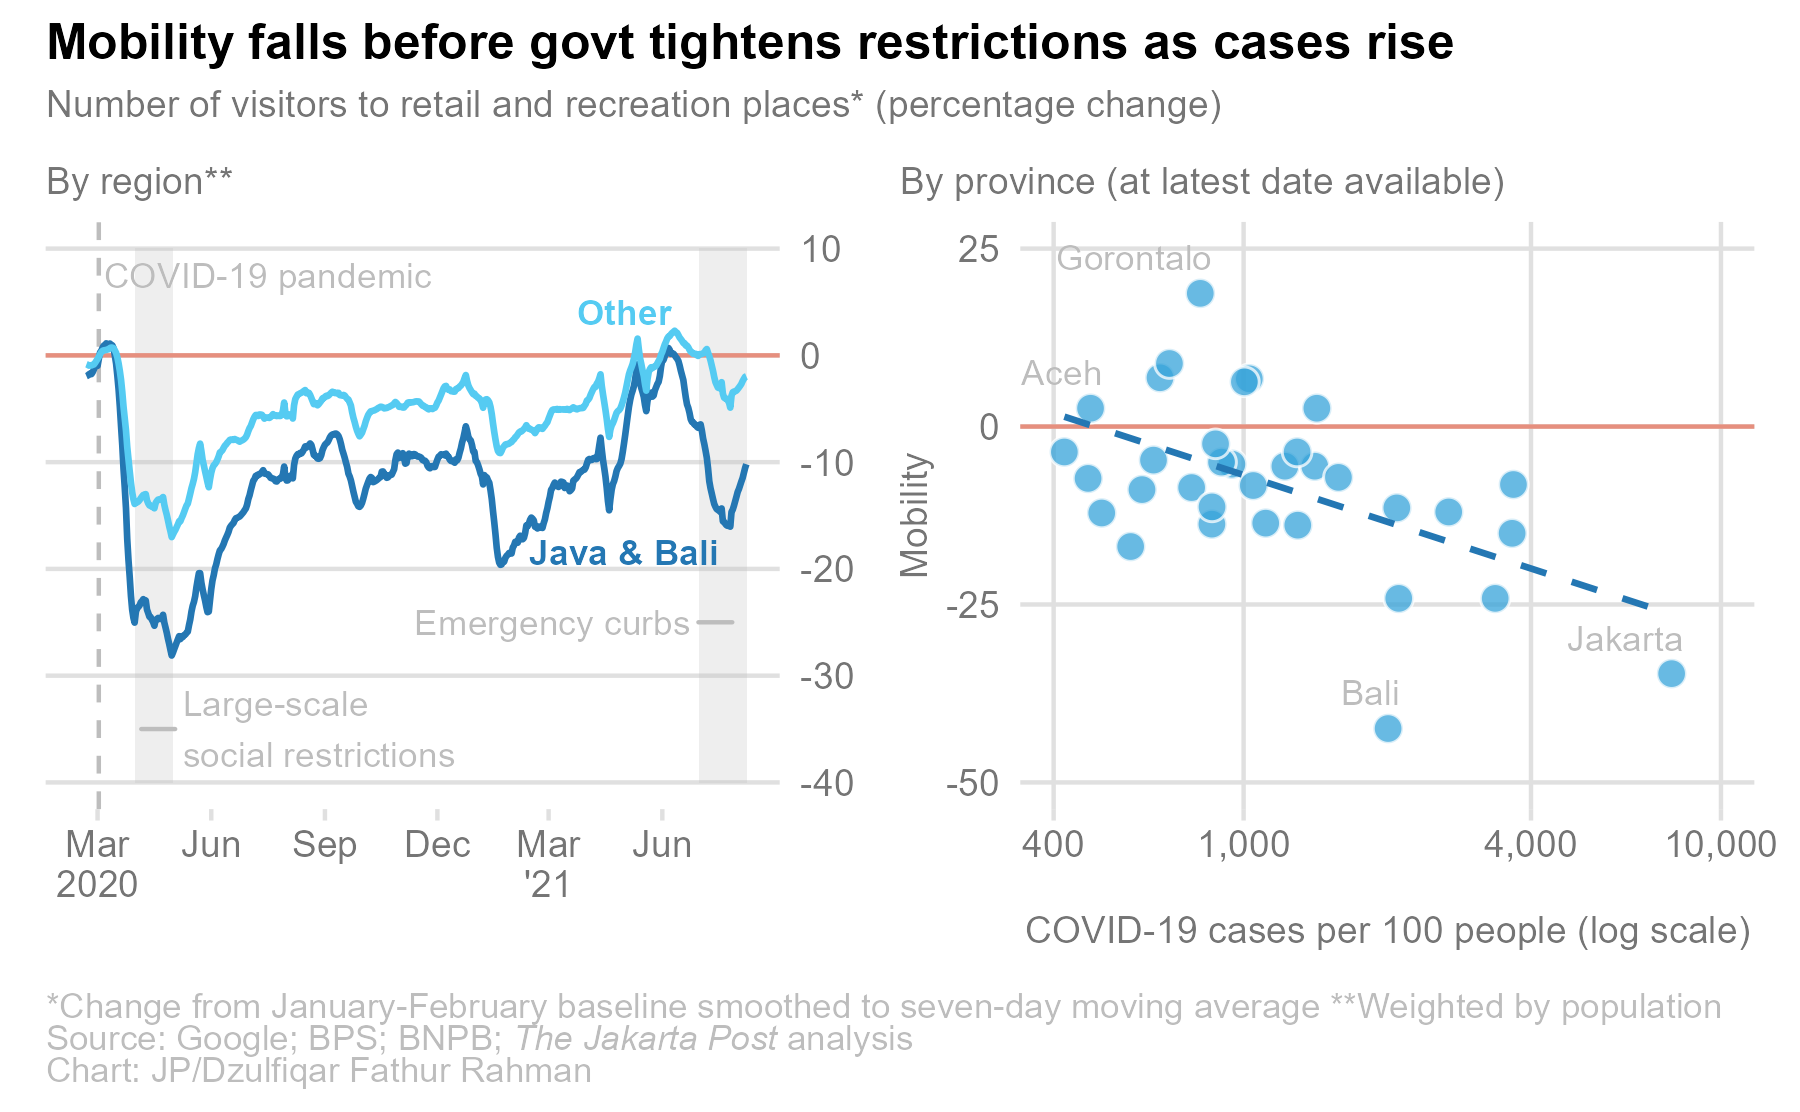 Mobility falls before govt tightens restrictions as cases rise
Number of visitors to retail and recreation places* (percentage change)
By region**
10
0
-10
-20
-30
-40
COVID-19 pandemic
Other
Java & Bali
Emergency curbs
Large-scale
social restrictions
Mar Jun Sep Dec Mar Jun
2020 '21
By province (at latest date available)
25
0
-25
-50
Mobility
Gorontalo
Aceh
Jakarta
Bali
400 1,000 4,000 10,000
COVID-19 cases per 100 people (log scale)
*Change from January-February baseline smoothed to seven-day moving average **Weighted by population
Source: Google; BPS; BNPB; The Jakarta Post analysis
Chart: JP/Dzulfiqar Fathur Rahman